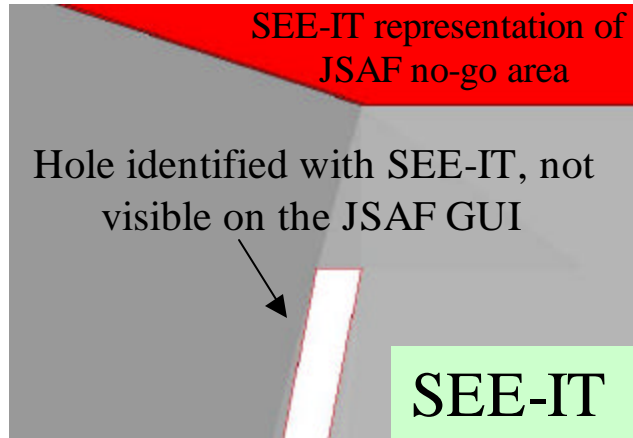 SEE-IT representation of
JSAF no-go area
Hole identified with SEE-IT, not
visible on the JSAF GUI
SEE-IT